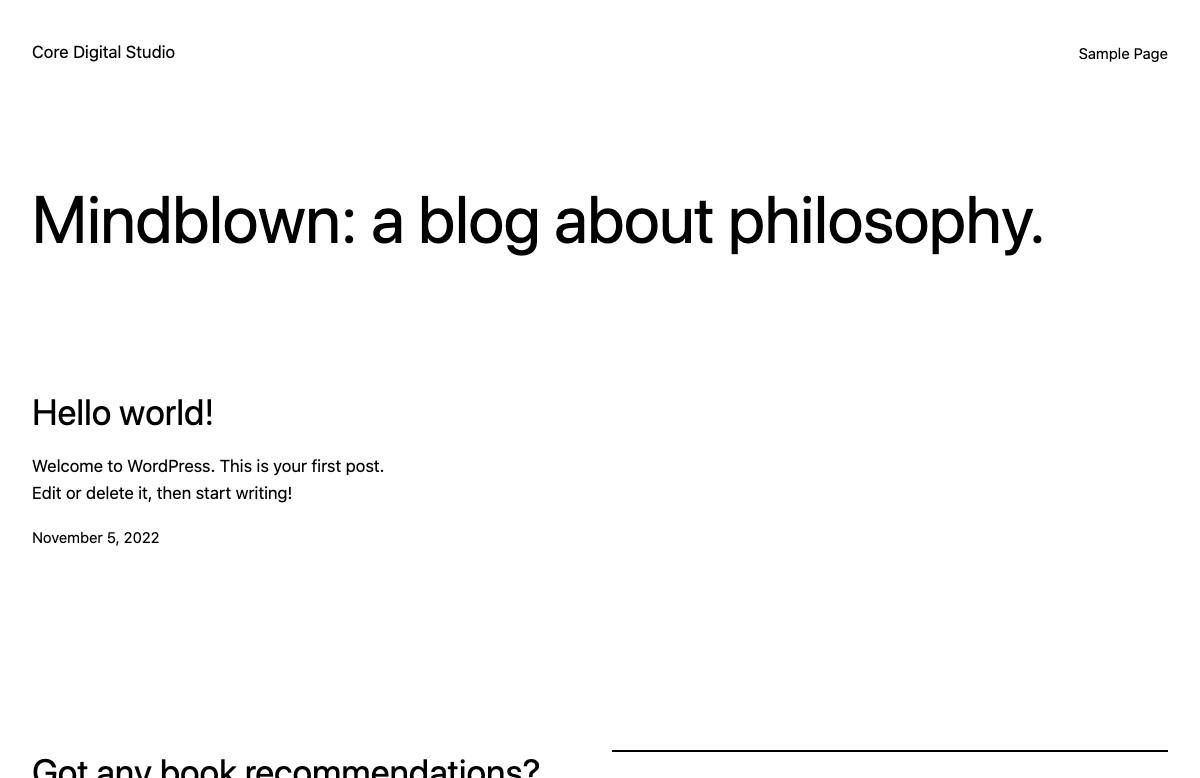 Core Digital Studio
Sample Page
Mindblown: a blog about philosophy.
Hello world!
Welcome to WordPress. This is your first post.
Edit or delete it, then start writing!
November 5, 2022
Got any book recommendations?